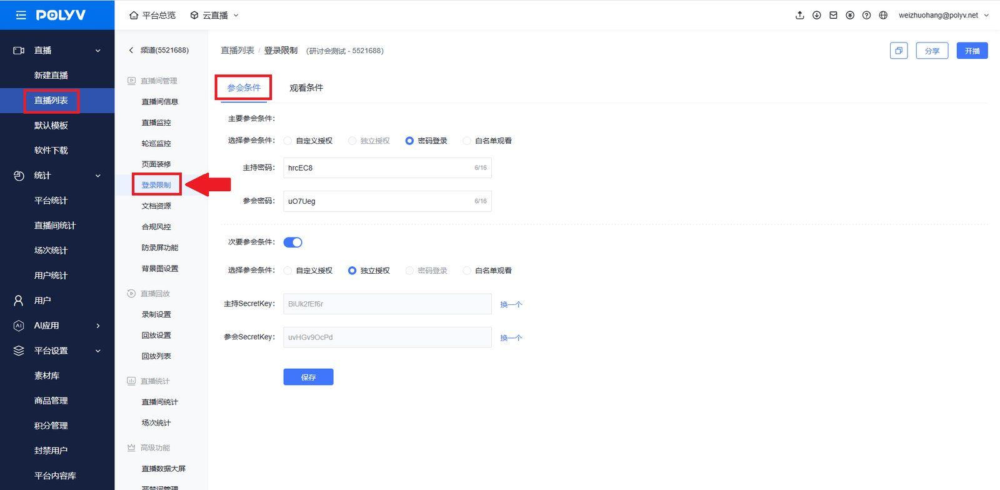 POLYV
平台总览
云直播
weizhuohang@polyv.net
直播
新建直播
直播列表
默认模板
软件下载
统计
平台统计
直播间统计
场次统计
用户统计
用户
AI应用
平台设置
素材库
商品管理
积分管理
封禁用户
平台内容库
频道(5521688)
直播间管理
直播间信息
直播监控
轮巡监控
页面装修
登录限制
文档资源
合规风控
防录屏功能
背景图设置
直播回放
录制设置
回放设置
回放列表
直播统计
直播间统计
场次统计
高级功能
直播数据大屏
严禁词管理
直播列表 / 登录限制 (研讨会测试 - 5521688)
分享
开播
参会条件
观看条件
主要参会条件:
选择参会条件: 自定义授权 独立授权 密码登录 白名单观看
主持密码: hrcEC8 6/16
参会密码: uO7Ueg 6/16
次要参会条件:
选择参会条件: 自定义授权 独立授权 密码登录 白名单观看
主持SecretKey: BiUk2fEf6r 换一个
参会SecretKey: uvHGv9OcPd 换一个
保存